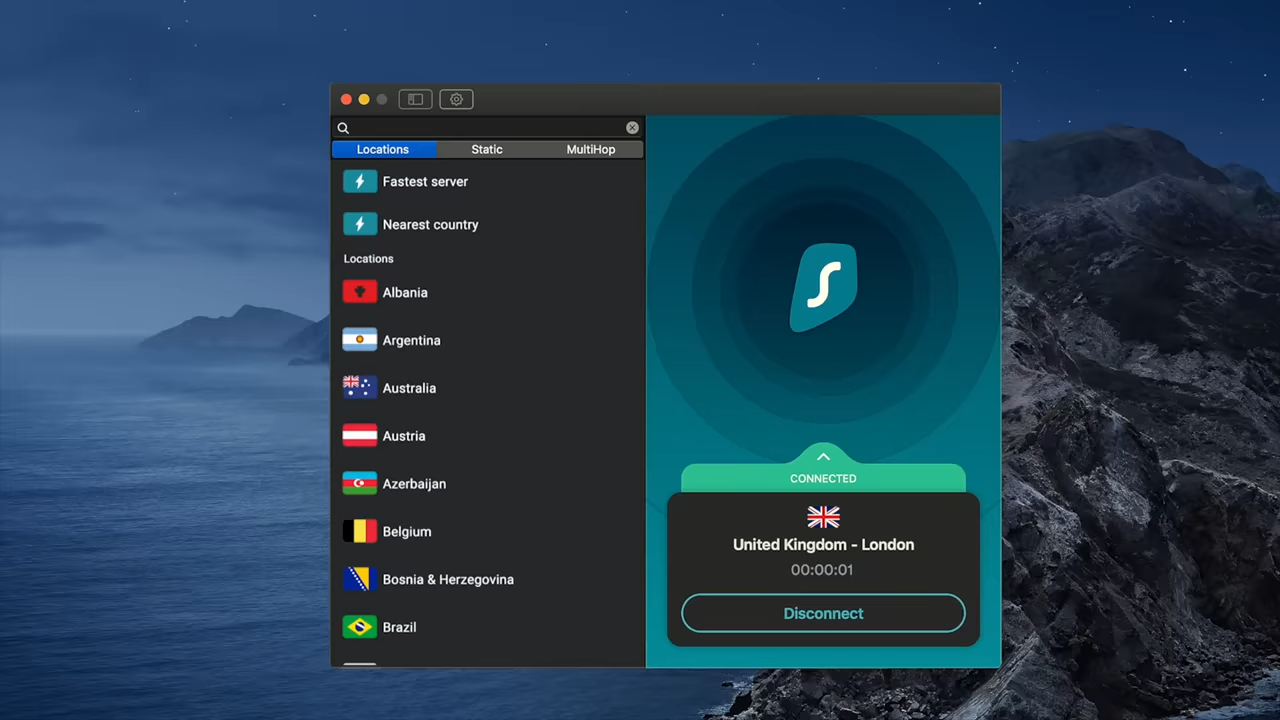 Locations Static MultiHop
Fastest server
Nearest country
Locations
Albania
Argentina
Australia
Austria
Azerbaijan
Belgium
Bosnia & Herzegovina
Brazil
CONNECTED
United Kingdom - London
00:00:01
Disconnect